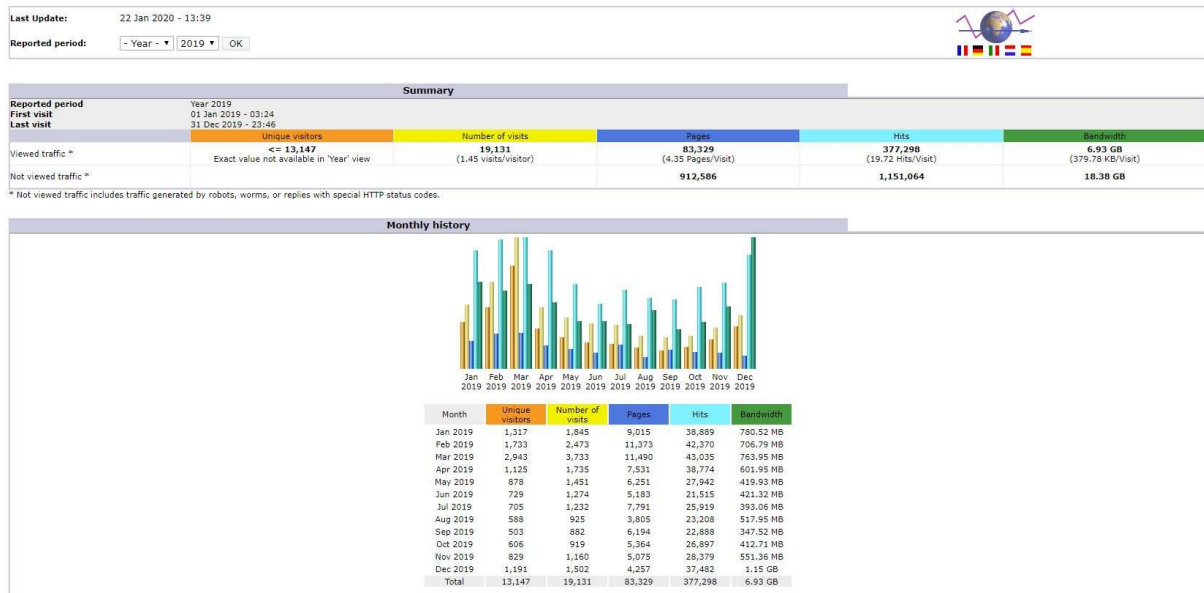 Last Update: 22 Jan 2020 - 13:39
Reported period: - Year - 2019 OK
Summary
Reported period Year 2019
First visit 01 Jan 2019 - 03:24
Last visit 31 Dec 2019 - 23:46
Unique visitors Number of visits Pages Hits Bandwidth
Viewed traffic * <= 13,147 19,131 83,329 377,298 6.93 GB
Exact value not available in 'Year' view (1.45 visits/visitor) (4.35 Pages/Visit) (19.72 Hits/Visit) (379.78 KB/Visit)
Not viewed traffic * 912,586 1,151,064 18.38 GB
* Not viewed traffic includes traffic generated by robots, worms, or replies with special HTTP status codes.
Monthly history
Jan Feb Mar Apr May Jun Jul Aug Sep Oct Nov Dec
2019 2019 2019 2019 2019 2019 2019 2019 2019 2019 2019 2019
Month Unique visitors Number of visits Pages Hits Bandwidth
Jan 2019 1,317 1,845 9,015 38,889 780.52 MB
Feb 2019 1,733 2,473 11,373 42,370 706.79 MB
Mar 2019 2,943 3,733 11,490 43,035 763.95 MB
Apr 2019 1,125 1,735 7,531 38,774 601.95 MB
May 2019 878 1,451 6,251 27,942 419.93 MB
Jun 2019 729 1,274 5,183 21,515 421.32 MB
Jul 2019 705 1,232 7,791 25,919 393.06 MB
Aug 2019 588 925 3,805 23,208 517.95 MB
Sep 2019 503 882 6,194 22,888 347.52 MB
Oct 2019 606 919 5,364 26,897 412.71 MB
Nov 2019 829 1,160 5,075 28,379 551.36 MB
Dec 2019 1,191 1,502 4,257 37,482 1.15 GB
Total 13,147 19,131 83,329 377,298 6.93 GB